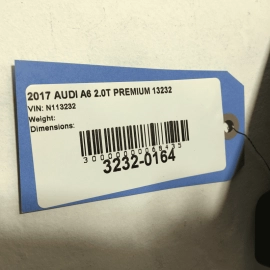 2017 AUDI A6 2.0T PREMIUM 13232
VIN: N113232
Weight:
Dimensions:
3232-0164